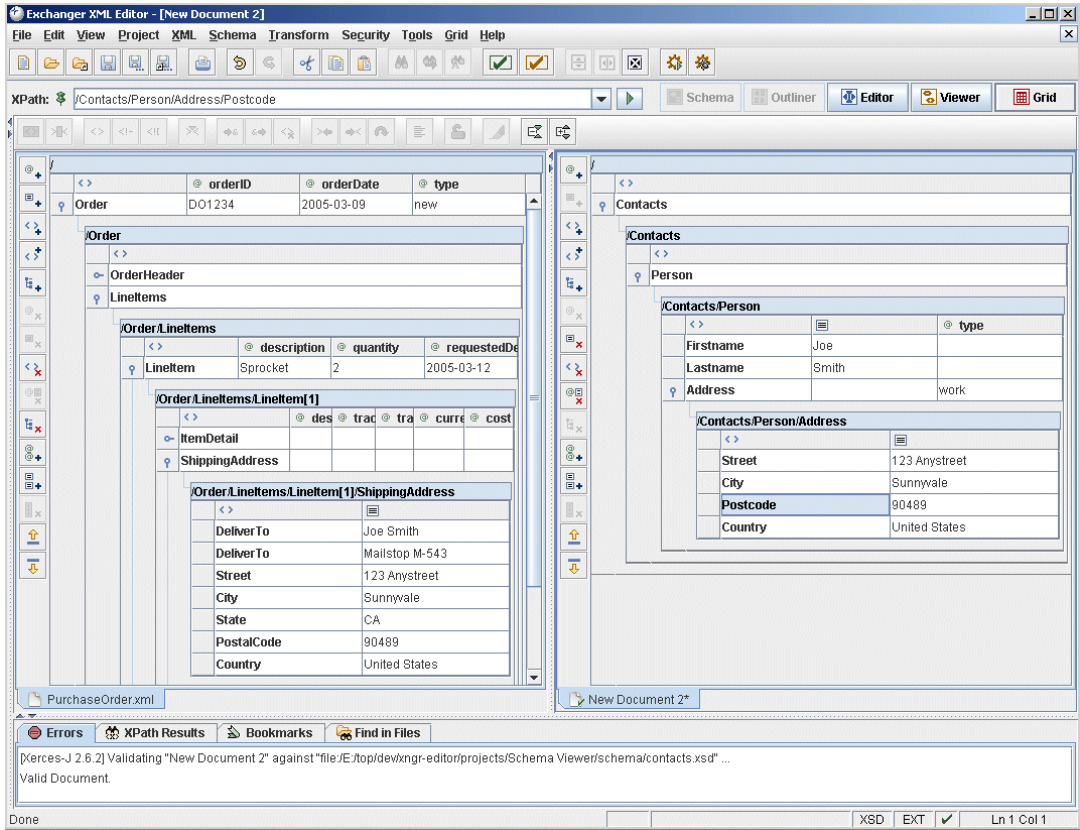 Exchanger XML Editor - [New Document 2]
File Edit View Project XML Schema Transform Security Tools Grid Help
XPath: /Contacts/Person/Address/Postcode Schema Outliner Editor Viewer Grid
/
orderID orderDate type
Order DO1234 2005-03-09 new
/Order
OrderHeader
LineItems
/Order/LineItems
description quantity requestedDe
LineItem Sprocket 2 2005-03-12
/Order/LineItems/LineItem[1]
des trac tra curre cost
ItemDetail
ShippingAddress
/Order/LineItems/LineItem[1]/ShippingAddress
DeliverTo Joe Smith
DeliverTo Mailstop M-543
Street 123 Anystreet
City Sunnyvale
State CA
PostalCode 90489
Country United States
PurchaseOrder.xml
/
Contacts
/Contacts
Person
/Contacts/Person
type
Firstname Joe
Lastname Smith
Address work
/Contacts/Person/Address
Street 123 Anystreet
City Sunnyvale
Postcode 90489
Country United States
New Document 2*
Errors XPath Results Bookmarks Find in Files
[Xerces-J 2.6.2] Validating "New Document 2" against "file:/E:/top/dev/xngr-editor/projects/Schema Viewer/schema/contacts.xsd" ...
Valid Document.
Done XSD EXT Ln 1 Col 1